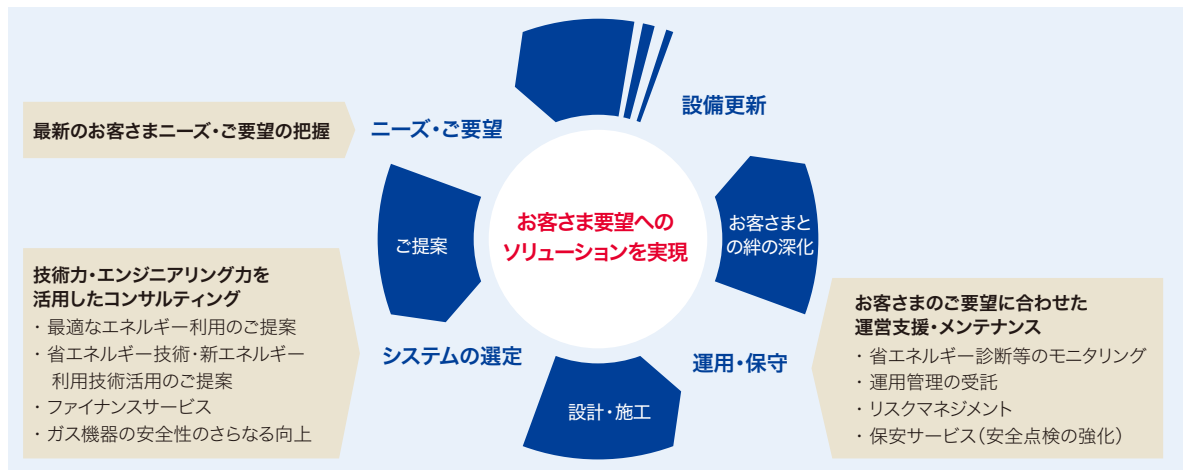 最新のお客さまニーズ・ご要望の把握
ニーズ・ご要望
設備更新
お客さま要望への
ソリューションを実現
ご提案
お客さまと
の絆の深化
技術力・エンジニアリング力を
活用したコンサルティング
・最適なエネルギー利用のご提案
・省エネルギー技術・新エネルギー
利用技術活用のご提案
・ファイナンスサービス
・ガス機器の安全性のさらなる向上
システムの選定
設計・施工
運用・保守
お客さまのご要望に合わせた
運営支援・メンテナンス
・省エネルギー診断等のモニタリング
・運用管理の受託
・リスクマネジメント
・保安サービス（安全点検の強化）